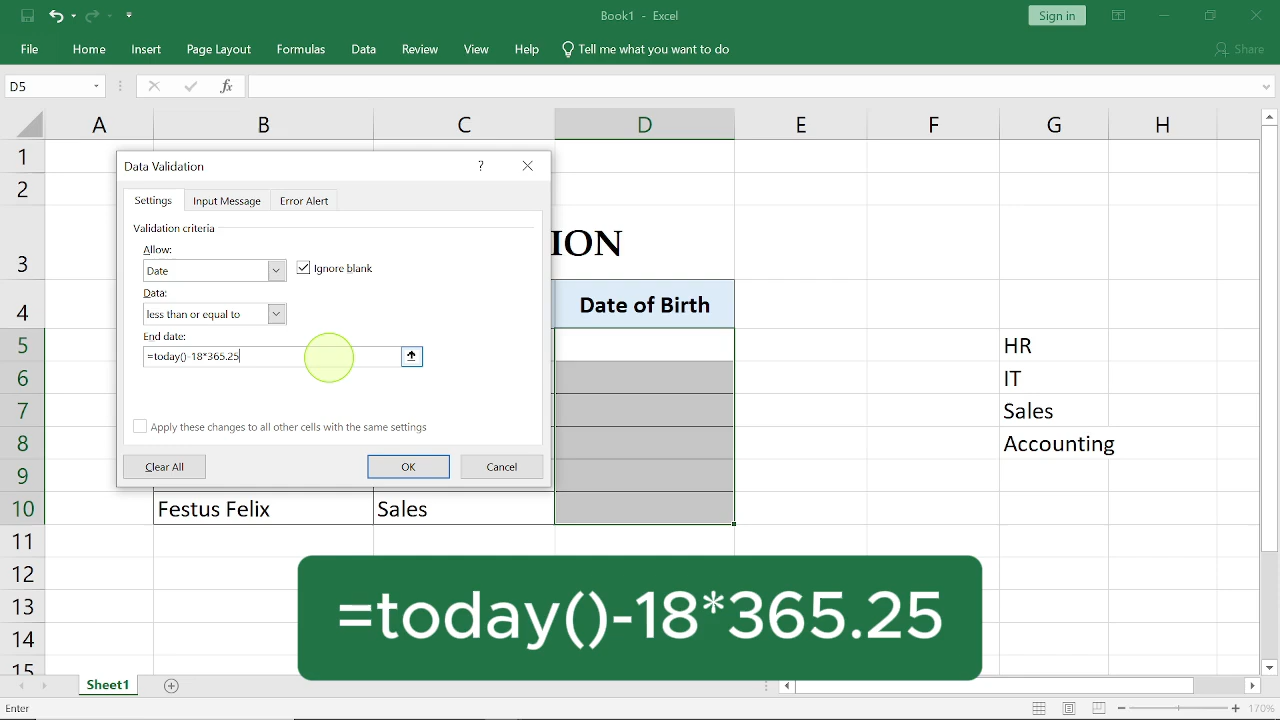 Book1 - Excel
Sign in
File Home Insert Page Layout Formulas Data Review View Help Tell me what you want to do Share
D5 fx
A B C D E F G H
1
2
3 ION
4 Date of Birth
5 HR
6 IT
7 Sales
8 Accounting
9
10 Festus Felix Sales
11
12
13
14
15
Data Validation ?
Settings Input Message Error Alert
Validation criteria
Allow:
Date Ignore blank
Data:
less than or equal to
End date:
=today()-18*365.25
Apply these changes to all other cells with the same settings
Clear All OK Cancel
=today()-18*365.25
Sheet1
Enter 170%